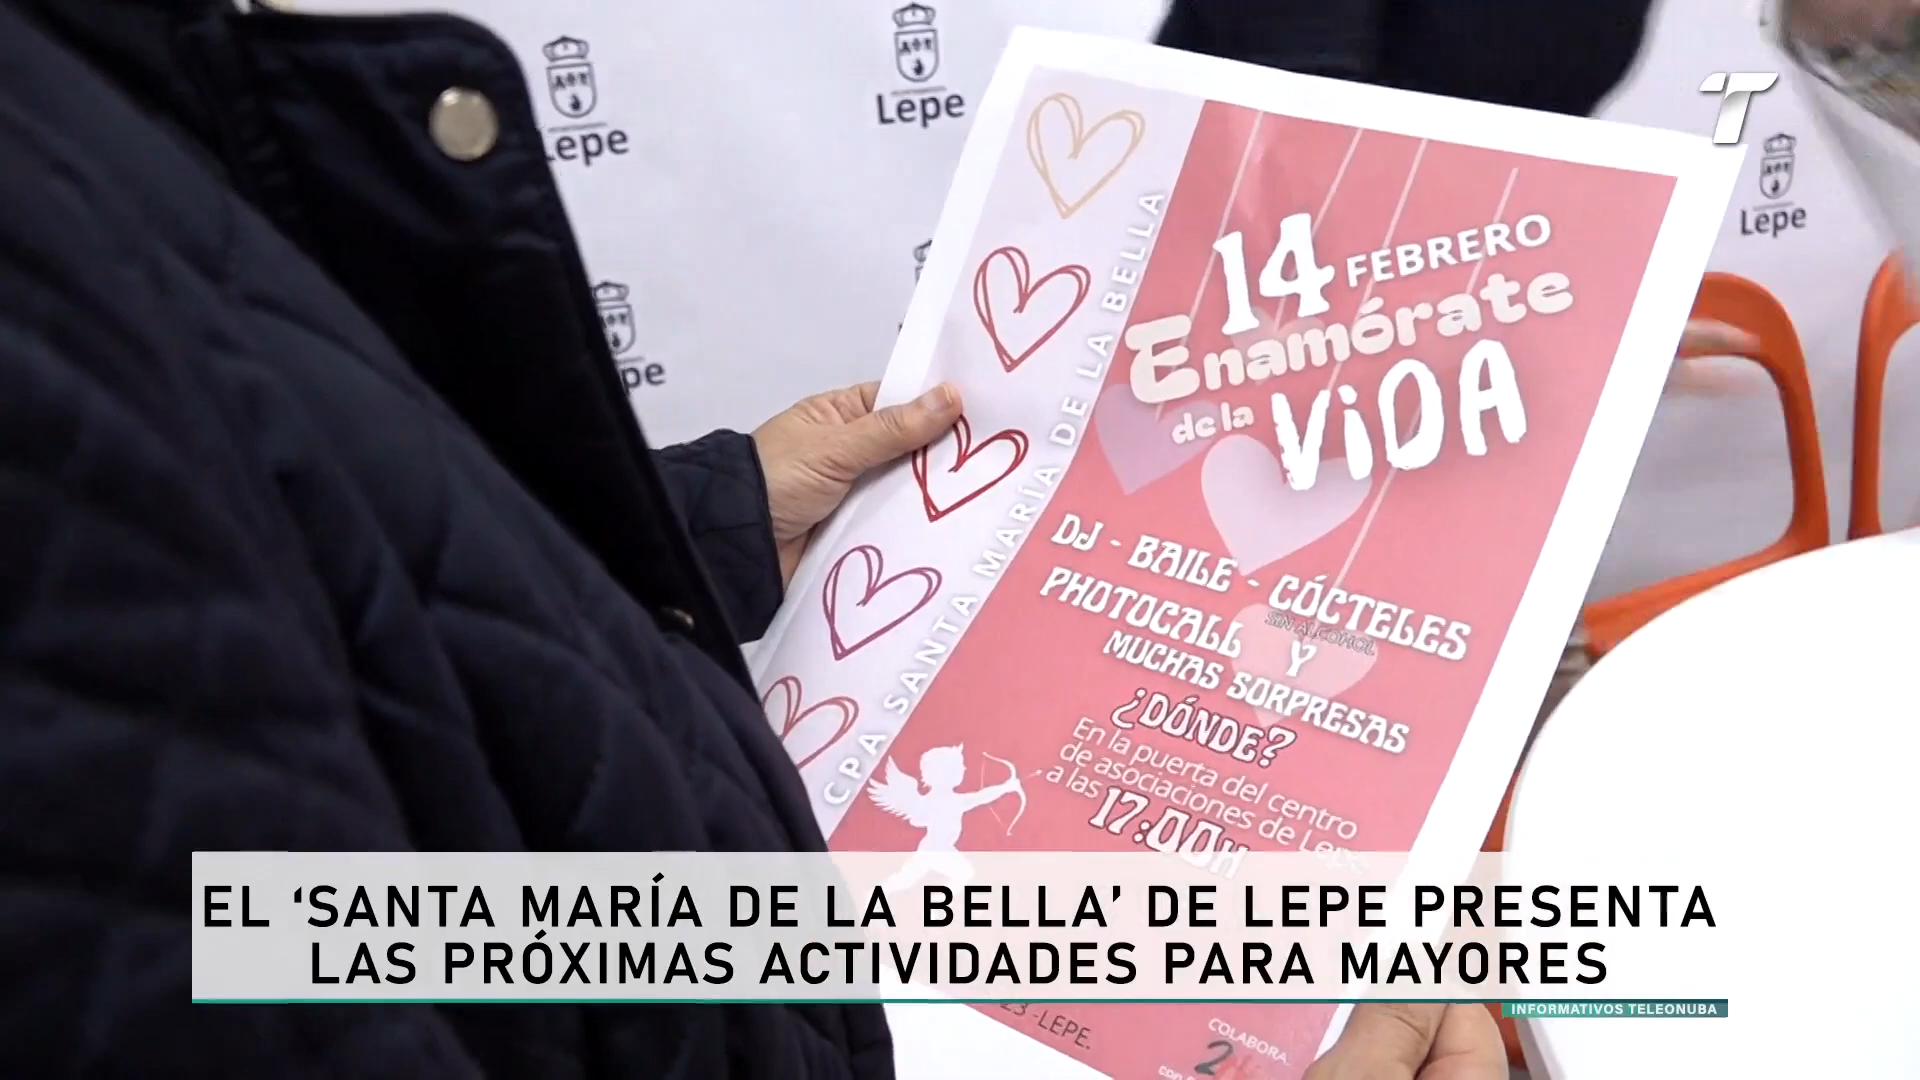 Lepe
Lepe
Lepe
CPA SANTA MARÍA DE LA BELLA
14 FEBRERO
Enamórate
de la ViDA
DJ - BAILE - CÓCTELES
SIN ALCOHOL
PHOTOCALL Y
MUCHAS SORPRESAS
¿DÓNDE?
En la puerta del centro
de asociaciones de Lepe
a las 17:00H
EL ‘SANTA MARÍA DE LA BELLA’ DE LEPE PRESENTA
LAS PRÓXIMAS ACTIVIDADES PARA MAYORES
INFORMATIVOS TELEONUBA
-LEPE.
COLABORA